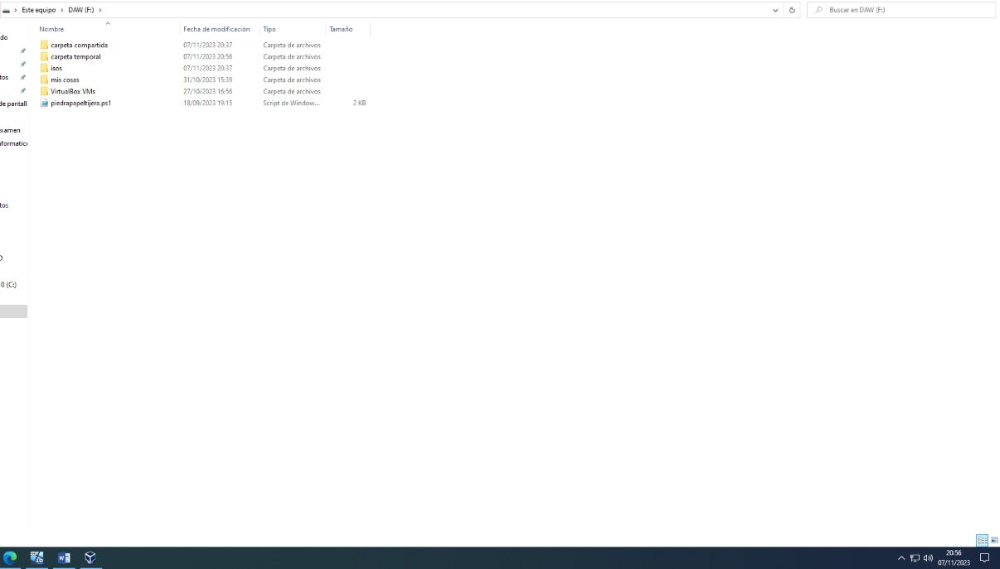 Este equipo > DAW (F:) >
Buscar en DAW (F:)
Nombre Fecha de modificación Tipo Tamaño
carpeta compartida 07/11/2023 20:37 Carpeta de archivos
carpeta temporal 07/11/2023 20:56 Carpeta de archivos
isos 07/11/2023 20:37 Carpeta de archivos
mis cosas 31/10/2023 15:39 Carpeta de archivos
VirtualBox VMs 27/10/2023 16:56 Carpeta de archivos
piedrapapeltijera.ps1 18/09/2023 19:15 Script de Window... 2 KB
do
tos
de pantall
examen
nformatic
tos
0 (C:)
20:56
07/11/2023